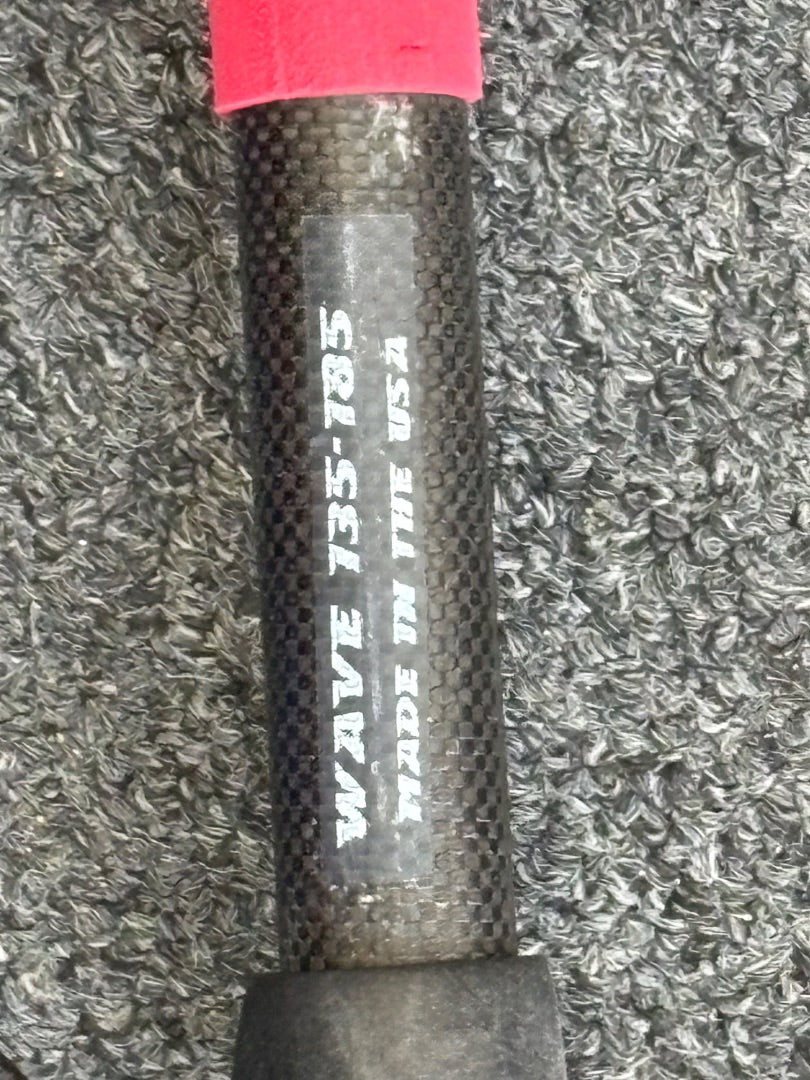 WAVE 735-785
MADE IN THE USA